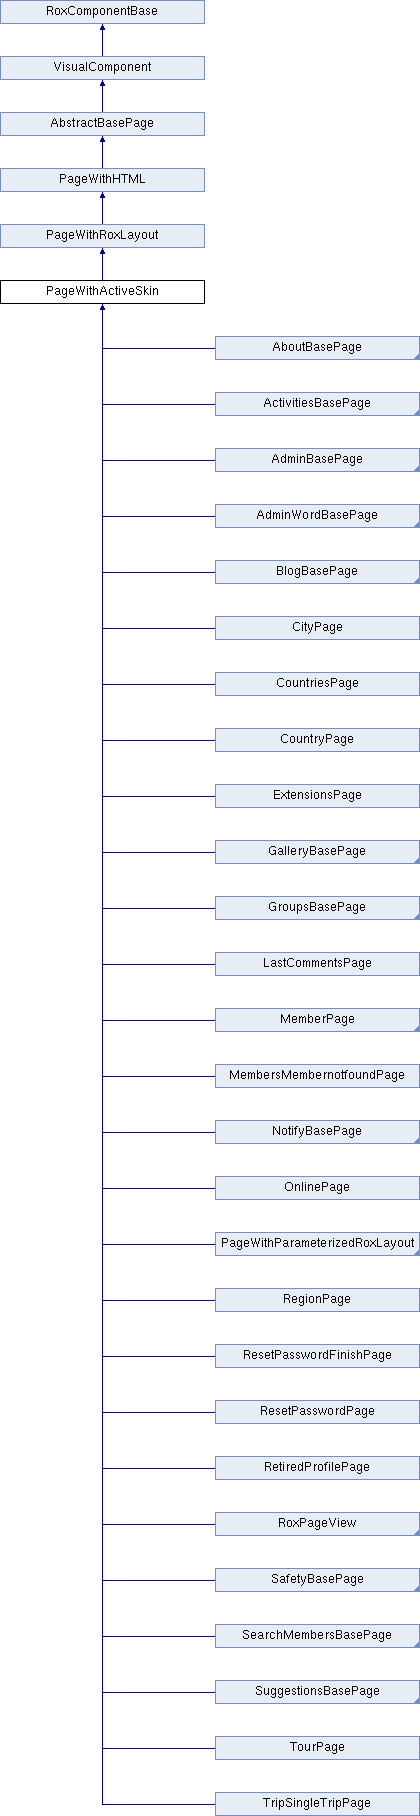 RoxComponentBase
VisualComponent
AbstractBasePage
PageWithHTML
PageWithRoxLayout
PageWithActiveSkin
AboutBasePage
ActivitiesBasePage
AdminBasePage
AdminWordBasePage
BlogBasePage
CityPage
CountriesPage
CountryPage
ExtensionsPage
GalleryBasePage
GroupsBasePage
LastCommentsPage
MemberPage
MembersMembernotfoundPage
NotifyBasePage
OnlinePage
PageWithParameterizedRoxLayout
RegionPage
ResetPasswordFinishPage
ResetPasswordPage
RetiredProfilePage
RoxPageView
SafetyBasePage
SearchMembersBasePage
SuggestionsBasePage
TourPage
TripSingleTripPage